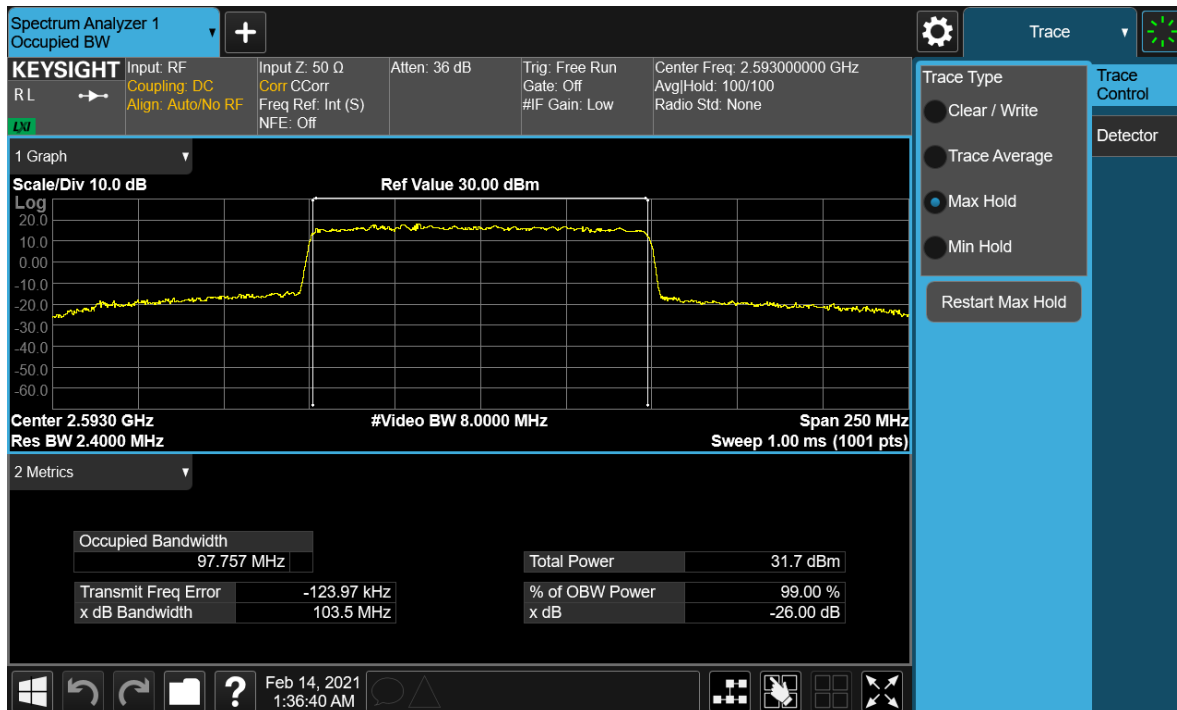 Spectrum Analyzer 1
Occupied BW
Trace
KEYSIGHT
R L
LXI
Input: RF
Coupling: DC
Align: Auto/No RF
Input Z: 50 Ω
Corr CCorr
Freq Ref: Int (S)
NFE: Off
Atten: 36 dB
Trig: Free Run
Gate: Off
#IF Gain: Low
Center Freq: 2.593000000 GHz
Avg|Hold: 100/100
Radio Std: None
Trace Type
Clear / Write
Trace Average
Max Hold
Min Hold
Restart Max Hold
Trace
Control
Detector
1 Graph
Scale/Div 10.0 dB
Ref Value 30.00 dBm
Log
20.0
10.0
0.00
-10.0
-20.0
-30.0
-40.0
-50.0
-60.0
Center 2.5930 GHz
#Video BW 8.0000 MHz
Span 250 MHz
Res BW 2.4000 MHz
Sweep 1.00 ms (1001 pts)
2 Metrics
Occupied Bandwidth
97.757 MHz
Total Power 31.7 dBm
Transmit Freq Error -123.97 kHz
% of OBW Power 99.00 %
x dB Bandwidth 103.5 MHz
x dB -26.00 dB
?
Feb 14, 2021
1:36:40 AM